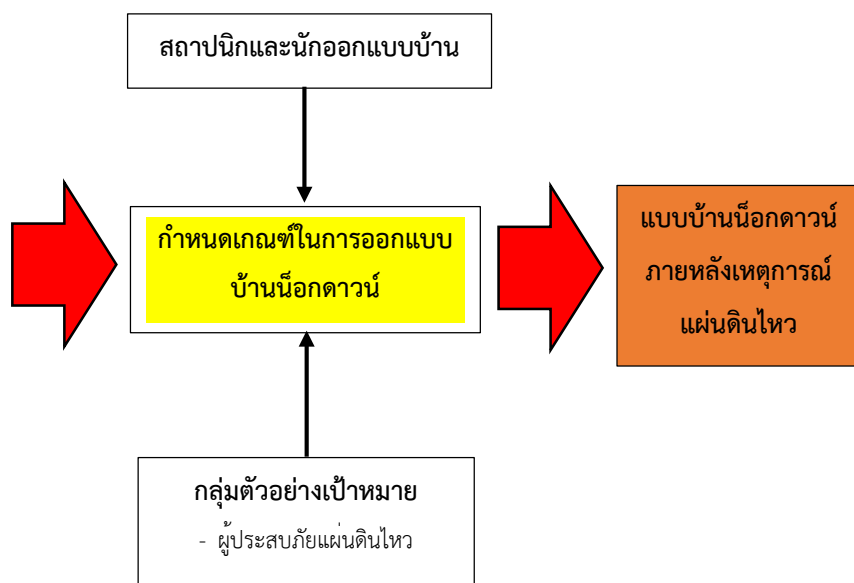 สถาปนิกและนักออกแบบบ้าน
กำหนดเกณฑ์ในการออกแบบ
บ้านน็อกดาวน์
แบบบ้านน็อกดาวน์
ภายหลังเหตุการณ์
แผ่นดินไหว
กลุ่มตัวอย่างเป้าหมาย
- ผู้ประสบภัยแผ่นดินไหว